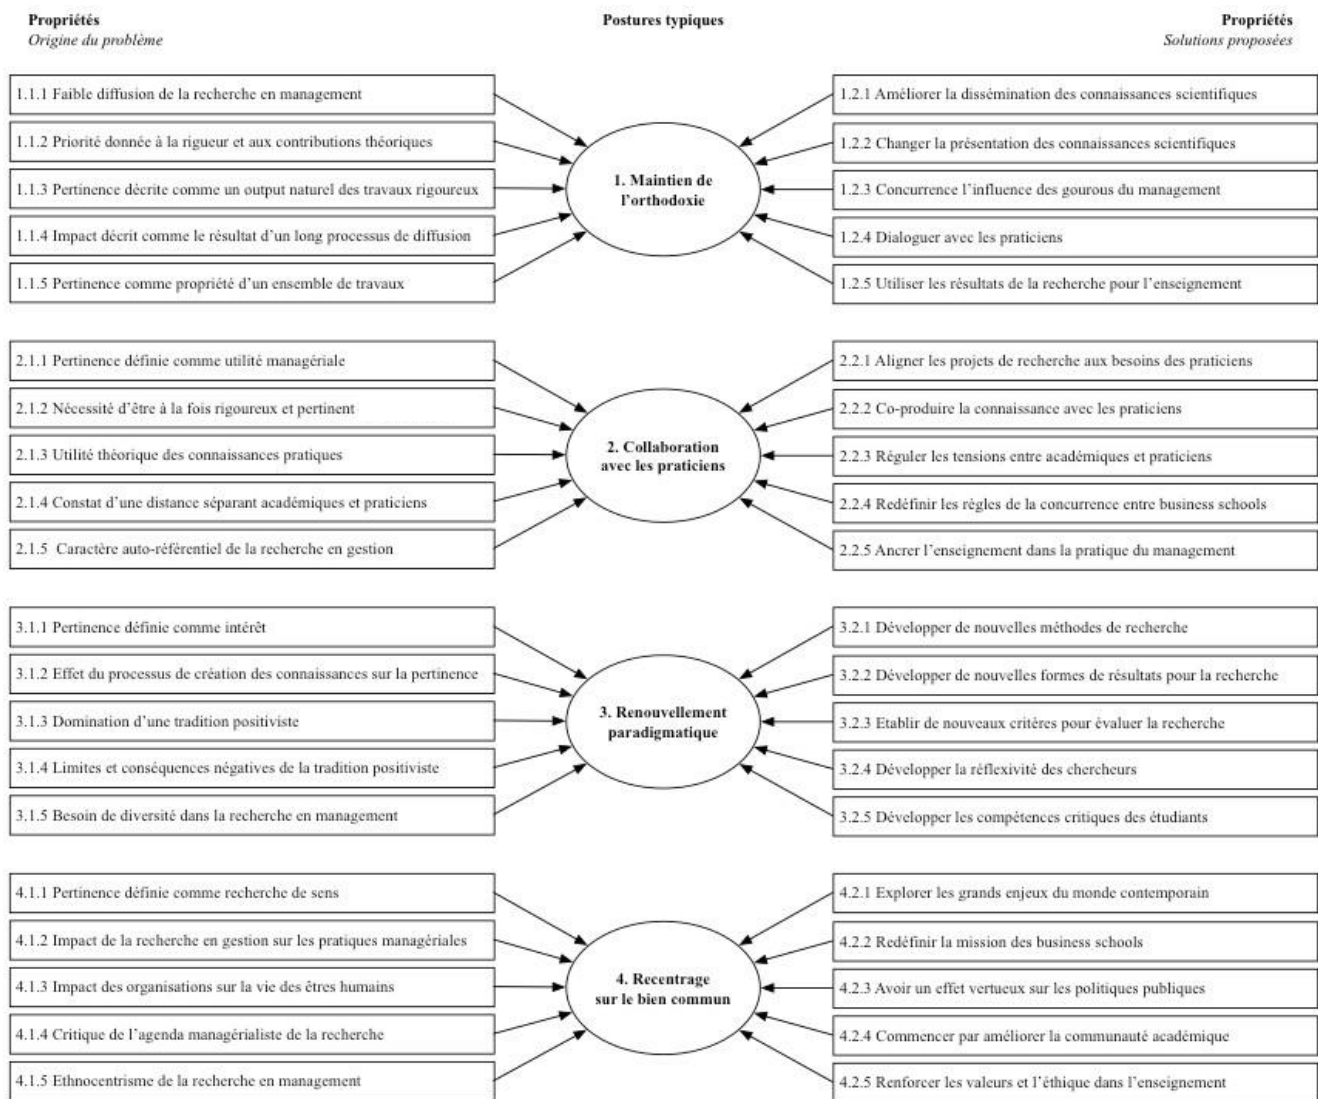 Propriétés
Origine du problème
Postures typiques
Propriétés
Solutions proposées
1.1.1 Faible diffusion de la recherche en management
1.1.2 Priorité donnée à la rigueur et aux contributions théoriques
1.1.3 Pertinence décrite comme un output naturel des travaux rigoureux
1.1.4 Impact décrit comme le résultat d'un long processus de diffusion
1.1.5 Pertinence comme propriété d'un ensemble de travaux
1. Maintien de
l'orthodoxie
1.2.1 Améliorer la dissémination des connaissances scientifiques
1.2.2 Changer la présentation des connaissances scientifiques
1.2.3 Concurrence l'influence des gourous du management
1.2.4 Dialoguer avec les praticiens
1.2.5 Utiliser les résultats de la recherche pour l'enseignement
2.1.1 Pertinence définie comme utilité managériale
2.1.2 Nécessité d'être à la fois rigoureux et pertinent
2.1.3 Utilité théorique des connaissances pratiques
2.1.4 Constat d'une distance séparant académiques et praticiens
2.1.5 Caractère auto-référentiel de la recherche en gestion
2. Collaboration
avec les praticiens
2.2.1 Aligner les projets de recherche aux besoins des praticiens
2.2.2 Co-produire la connaissance avec les praticiens
2.2.3 Réguler les tensions entre académiques et praticiens
2.2.4 Redéfinir les règles de la concurrence entre business schools
2.2.5 Ancrer l'enseignement dans la pratique du management
3.1.1 Pertinence définie comme intérêt
3.1.2 Effet du processus de création des connaissances sur la pertinence
3.1.3 Domination d'une tradition positiviste
3.1.4 Limites et conséquences négatives de la tradition positiviste
3.1.5 Besoin de diversité dans la recherche en management
3. Renouvellement
paradigmatique
3.2.1 Développer de nouvelles méthodes de recherche
3.2.2 Développer de nouvelles formes de résultats pour la recherche
3.2.3 Etablir de nouveaux critères pour évaluer la recherche
3.2.4 Développer la réflexivité des chercheurs
3.2.5 Développer les compétences critiques des étudiants
4.1.1 Pertinence définie comme recherche de sens
4.1.2 Impact de la recherche en gestion sur les pratiques managériales
4.1.3 Impact des organisations sur la vie des êtres humains
4.1.4 Critique de l'agenda managérialiste de la recherche
4.1.5 Ethnocentrisme de la recherche en management
4. Recentrage
sur le bien commun
4.2.1 Explorer les grands enjeux du monde contemporain
4.2.2 Redéfinir la mission des business schools
4.2.3 Avoir un effet vertueux sur les politiques publiques
4.2.4 Commencer par améliorer la communauté académique
4.2.5 Renforcer les valeurs et l'éthique dans l'enseignement